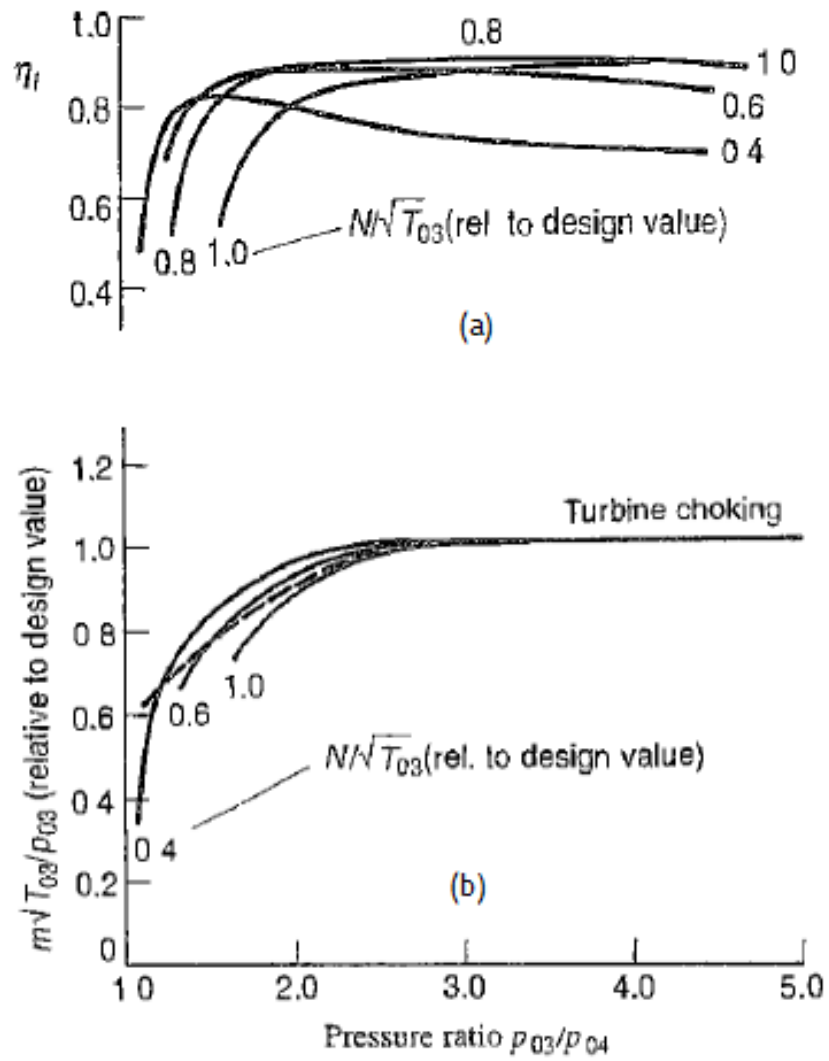 1.0
0.8
η_t
1 0
0.8
0.6
0 4
0.6
N/√T₀₃(rel to design value)
0.8 1.0
0.4
(a)
1.2
Turbine choking
1.0
0.8
1.0
0.6
0.6
N/√T₀₃(rel. to design value)
0.4
0 4
0.2
(b)
0
1 0 2.0 3.0 4.0 5.0
m√T₀₃/p₀₃ (relative to design value)
Pressure ratio p₀₃/p₀₄